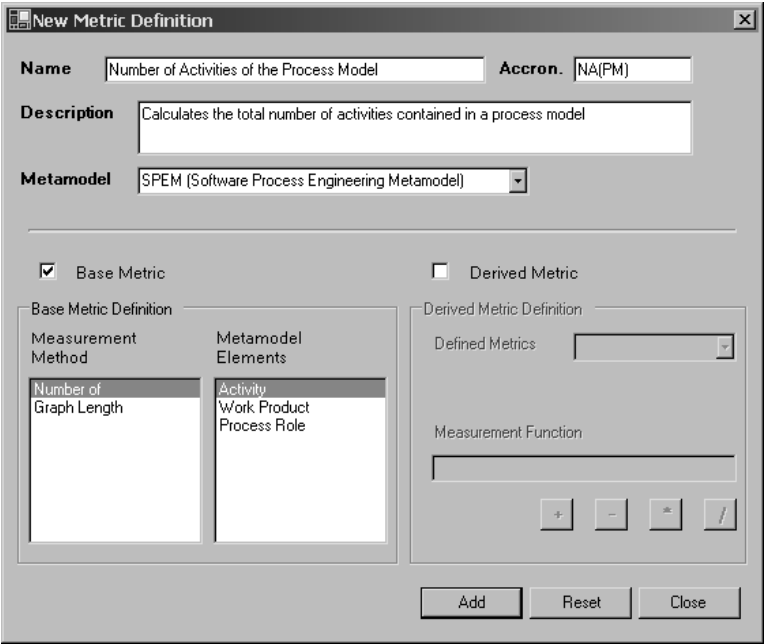 New Metric Definition
Name Number of Activities of the Process Model Accron. NA(PM)
Description Calculates the total number of activities contained in a process model
Metamodel SPEM (Software Process Engineering Metamodel)
Base Metric Derived Metric
Base Metric Definition Derived Metric Definition
Measurement Method Metamodel Elements Defined Metrics
Number of Activity
Graph Length Work Product
Process Role
Measurement Function
+ - * /
Add Reset Close